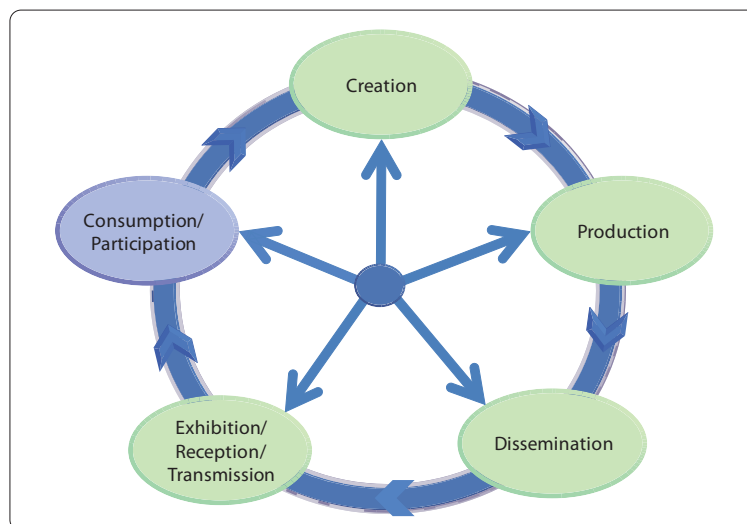 Creation
Production
Dissemination
Exhibition/
Reception/
Transmission
Consumption/
Participation